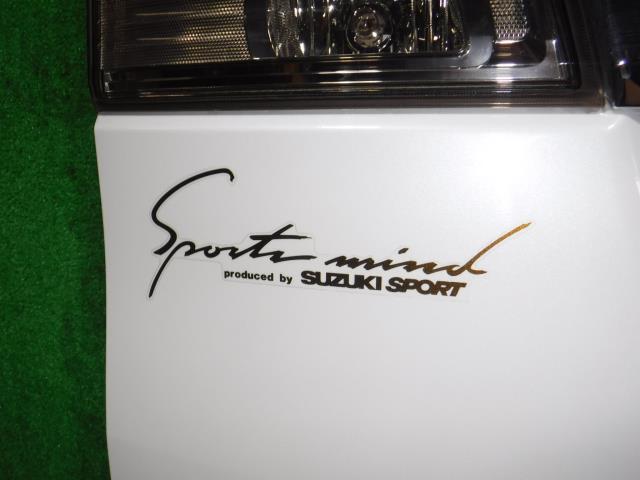 Sports mind
produced by SUZUKI SPORT